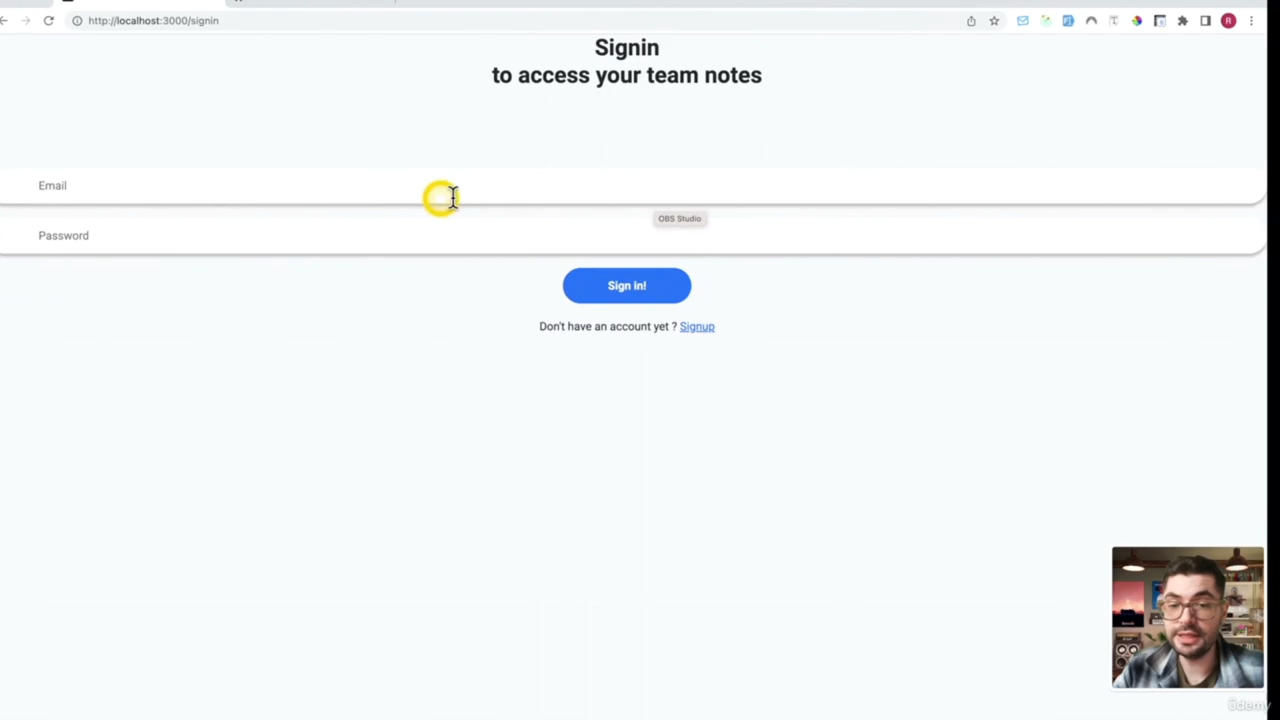 http://localhost:3000/signin
Signin
to access your team notes
Email
OBS Studio
Password
Sign in!
Don't have an account yet ? Signup
ûdemy